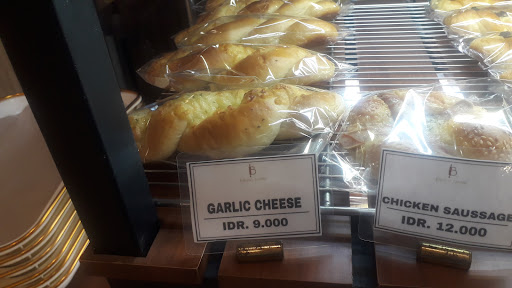 GARLIC CHEESE
IDR. 9.000
CHICKEN SAUSSAGE
IDR. 12.000